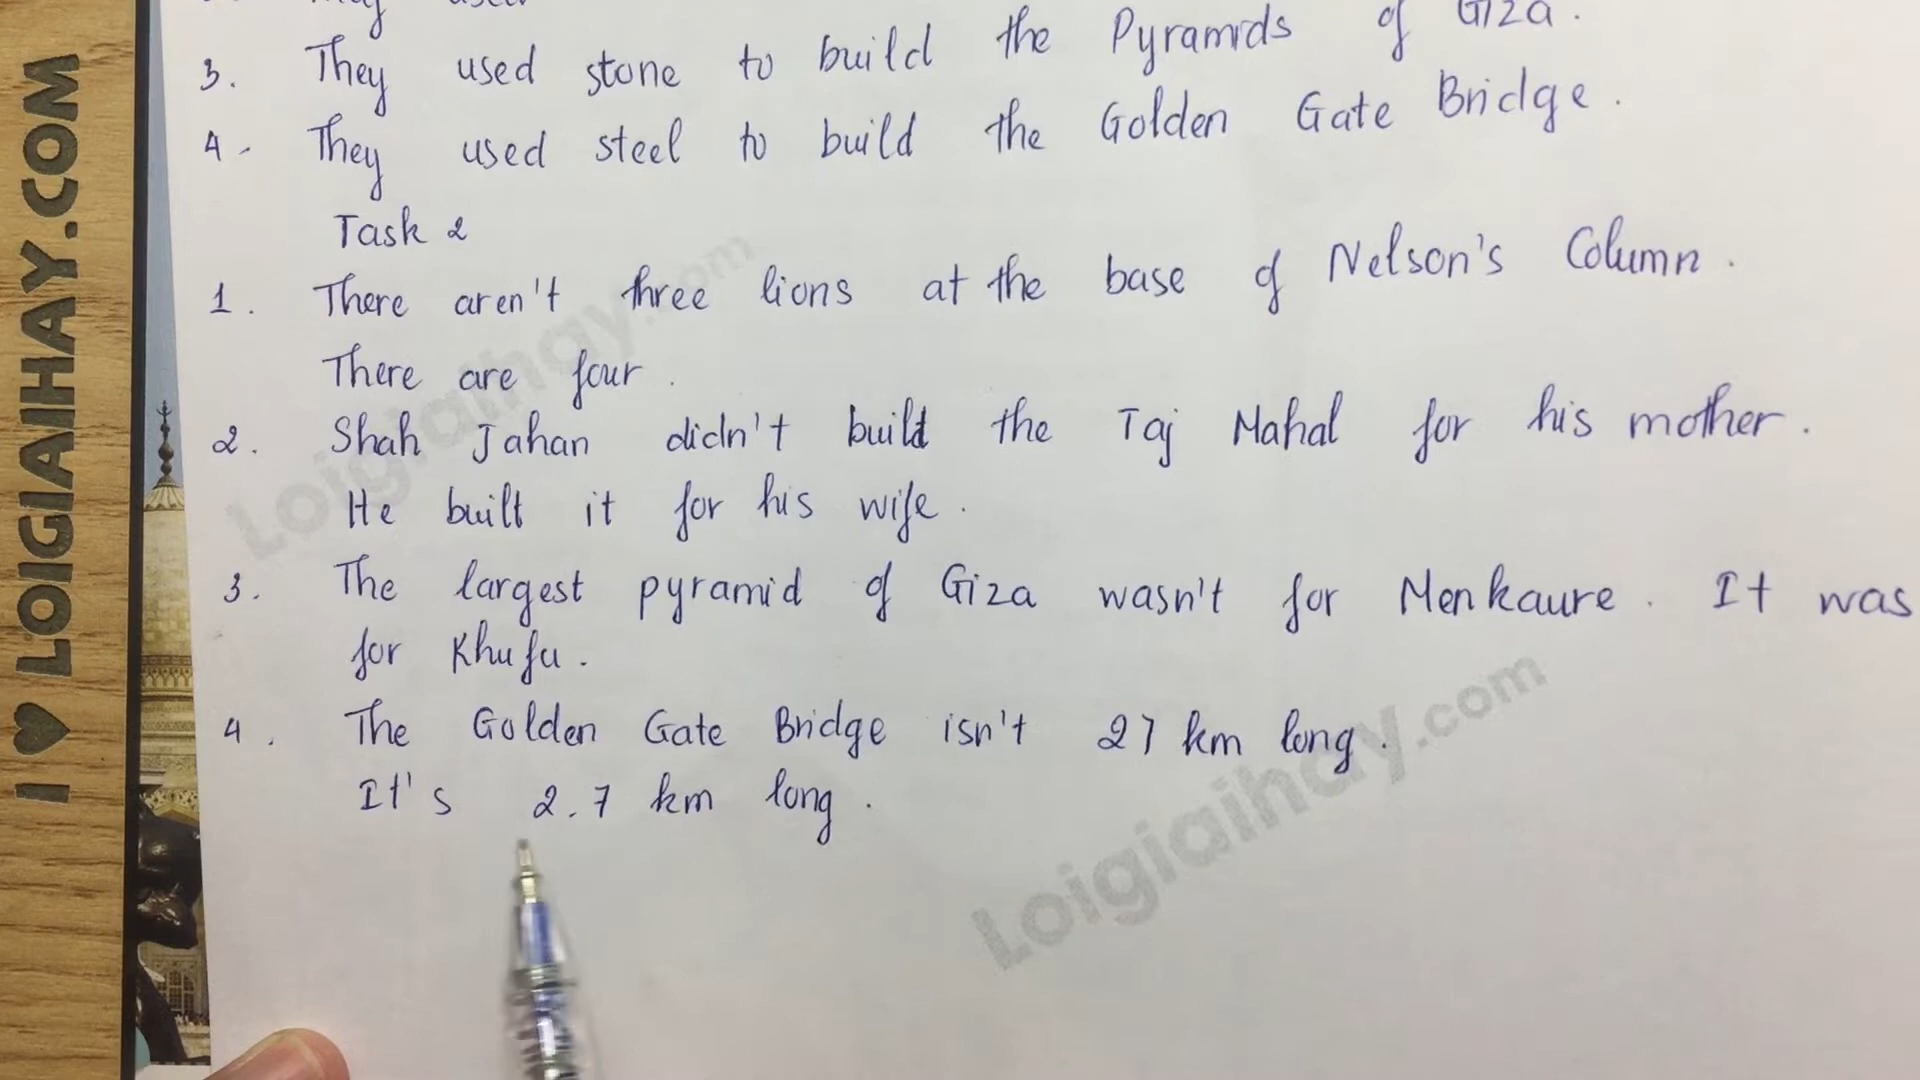 used
3. They used stone to build the Pyramids of Giza.
4. They used steel to build the Golden Gate Bridge.
Task 2
1. There aren't three lions at the base of Nelson's Column.
There are four.
2. Shah Jahan didn't build the Taj Mahal for his mother.
He built it for his wife.
3. The largest pyramid of Giza wasn't for Menkaure. It was
for Khufu.
4. The Golden Gate Bridge isn't 27 km long.
It's 2.7 km long.
I ♥ LOIGIAIHAY.COM
Loigiaihay.com
Loigiaihay.com